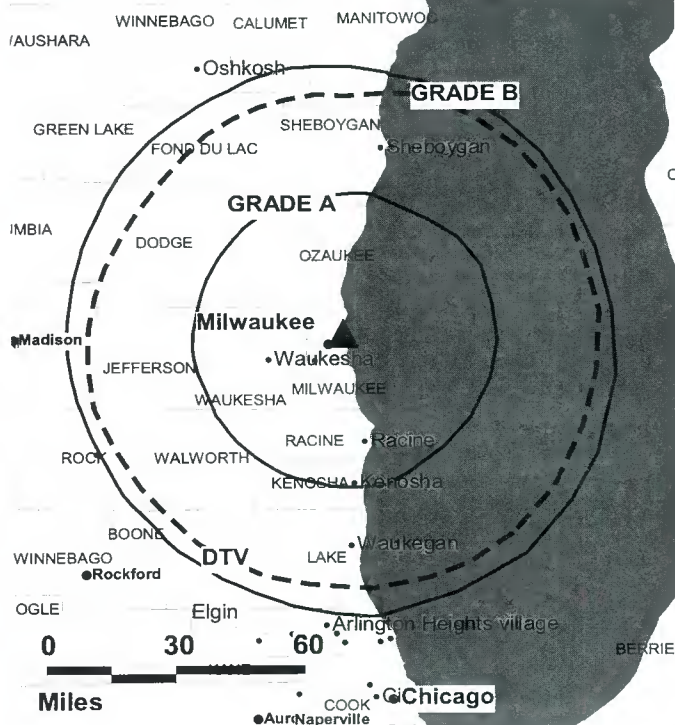 WINNEBAGO CALUMET MANITOWOC
/AUSHARA
Oshkosh
GRADE B
GREEN LAKE
SHEBOYGAN
FOND DU LAC
Sheboygan
GRADE A
DODGE
OZAUKEE
Milwaukee
Madison
Waukesha
JEFFERSON
MILWAUKEE
WAUKESHA
RACINE
Racine
ROCK
WALWORTH
KENOSHA
Kenosha
BOONE
Waukegan
WINNEBAGO
DTV
LAKE
Rockford
OGLE
Elgin
Arlington Heights village
0 30 60
BERRIE
KANE
Miles
COOK
Chicago
Naperville